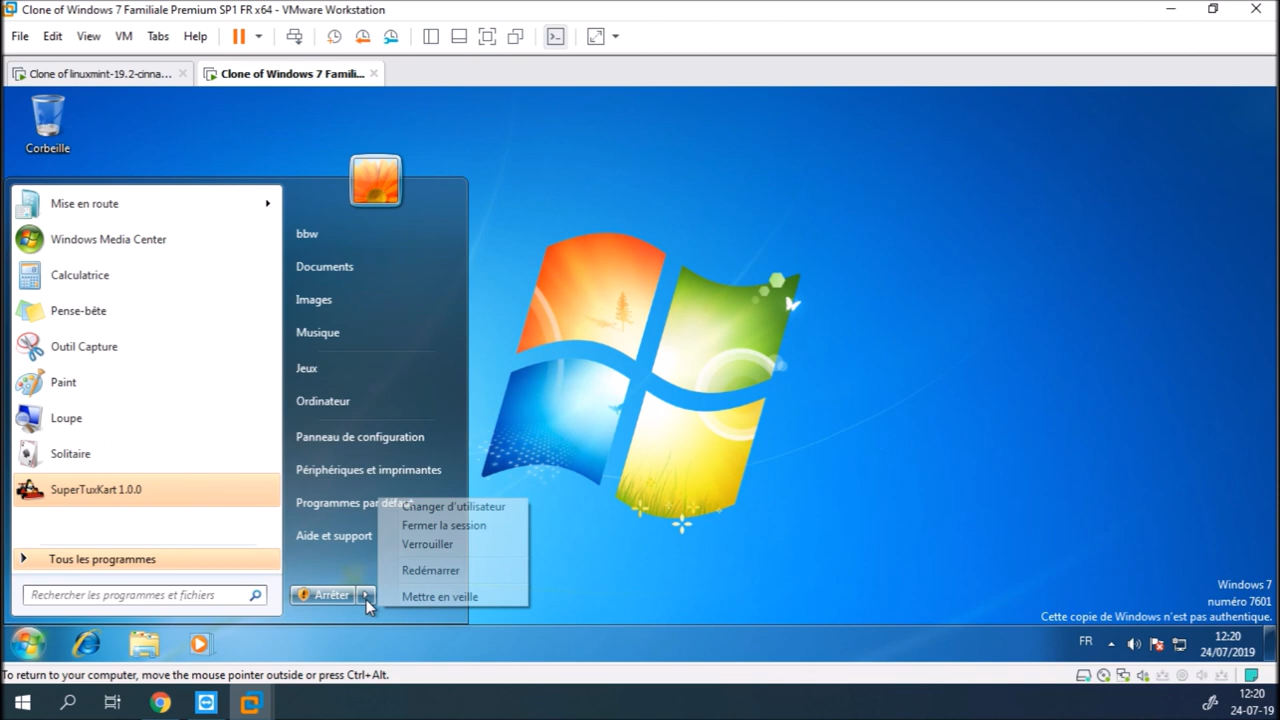 Clone of Windows 7 Familiale Premium SP1 FR x64 - VMware Workstation
File Edit View VM Tabs Help
Clone of linuxmint-19.2-cinna...
Clone of Windows 7 Famili...
Corbeille
Mise en route
Windows Media Center
Calculatrice
Pense-bête
Outil Capture
Paint
Loupe
Solitaire
SuperTuxKart 1.0.0
Tous les programmes
Rechercher les programmes et fichiers
bbw
Documents
Images
Musique
Jeux
Ordinateur
Panneau de configuration
Périphériques et imprimantes
Programmes par défaut
Aide et support
Arrêter
Changer d'utilisateur
Fermer la session
Verrouiller
Redémarrer
Mettre en veille
Windows 7
numéro 7601
Cette copie de Windows n'est pas authentique.
FR
12:20
24/07/2019
To return to your computer, move the mouse pointer outside or press Ctrl+Alt.
12:20
24-07-19